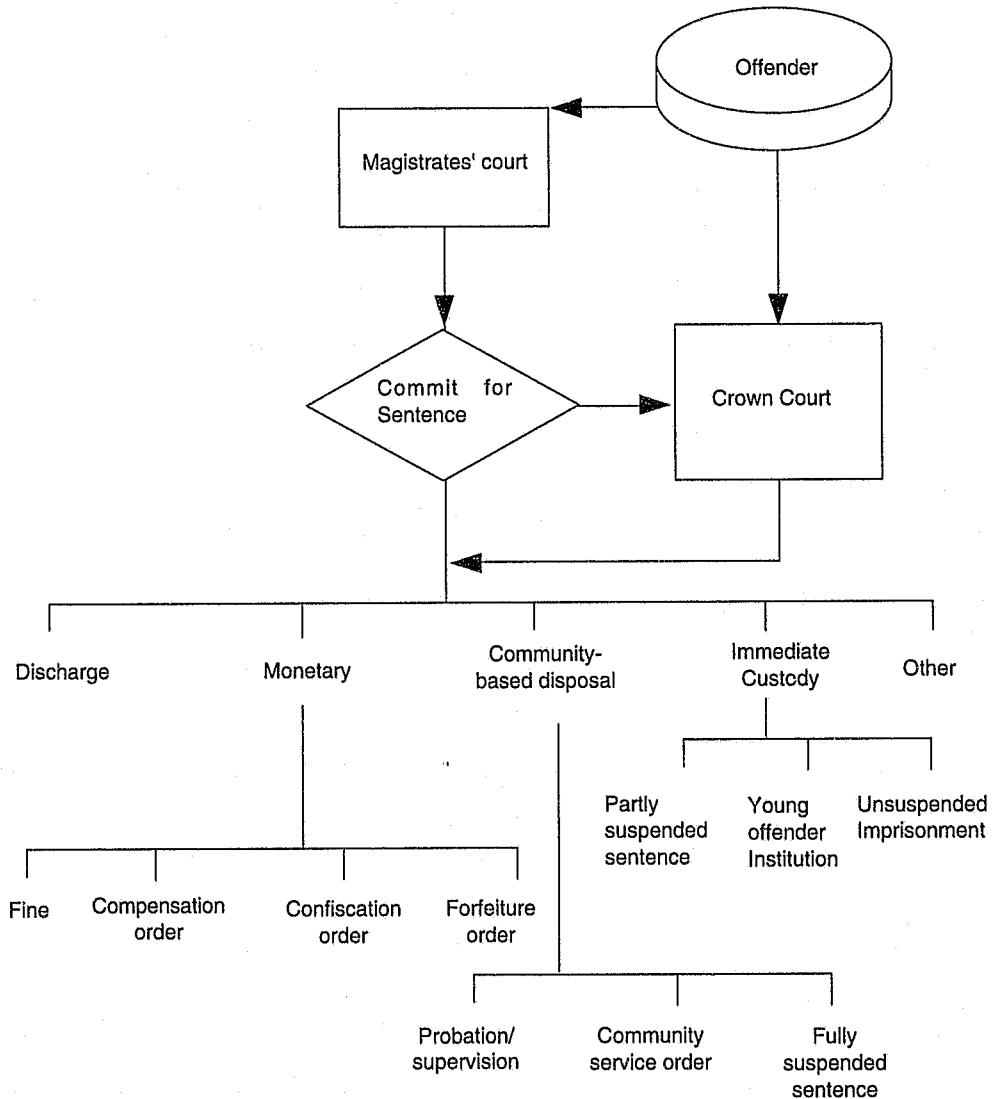 Offender
Magistrates' court
Commit for
Sentence
Crown Court
Discharge
Monetary
Community-
based disposal
Immediate
Custody
Other
Partly
suspended
sentence
Young
offender
Institution
Unsuspended
Imprisonment
Fine
Compensation
order
Confiscation
order
Forfeiture
order
Probation/
supervision
Community
service order
Fully
suspended
sentence